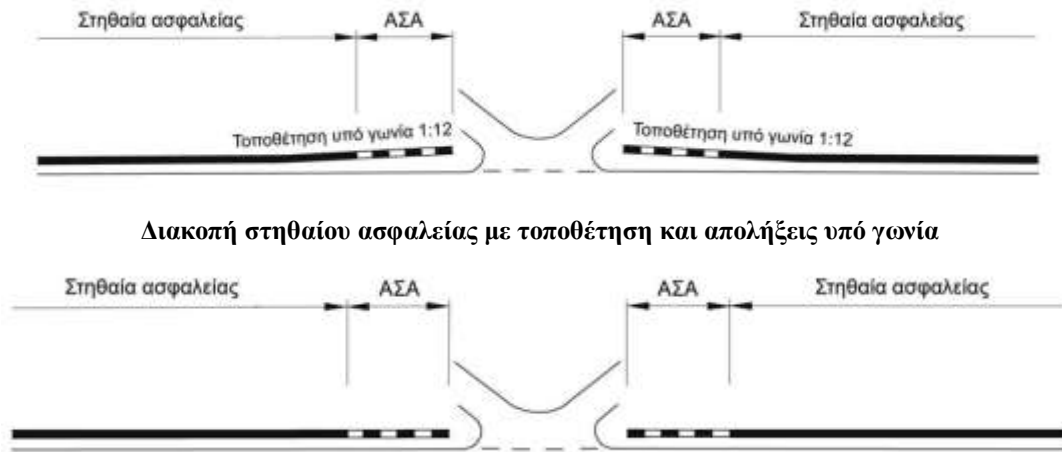 Στηθαία ασφαλείας ΑΣΑ ΑΣΑ Στηθαία ασφαλείας
Τοποθέτηση υπό γωνία 1:12 Τοποθέτηση υπό γωνία 1:12
Διακοπή στηθαίου ασφαλείας με τοποθέτηση και απολήξεις υπό γωνία
Στηθαία ασφαλείας ΑΣΑ ΑΣΑ Στηθαία ασφαλείας